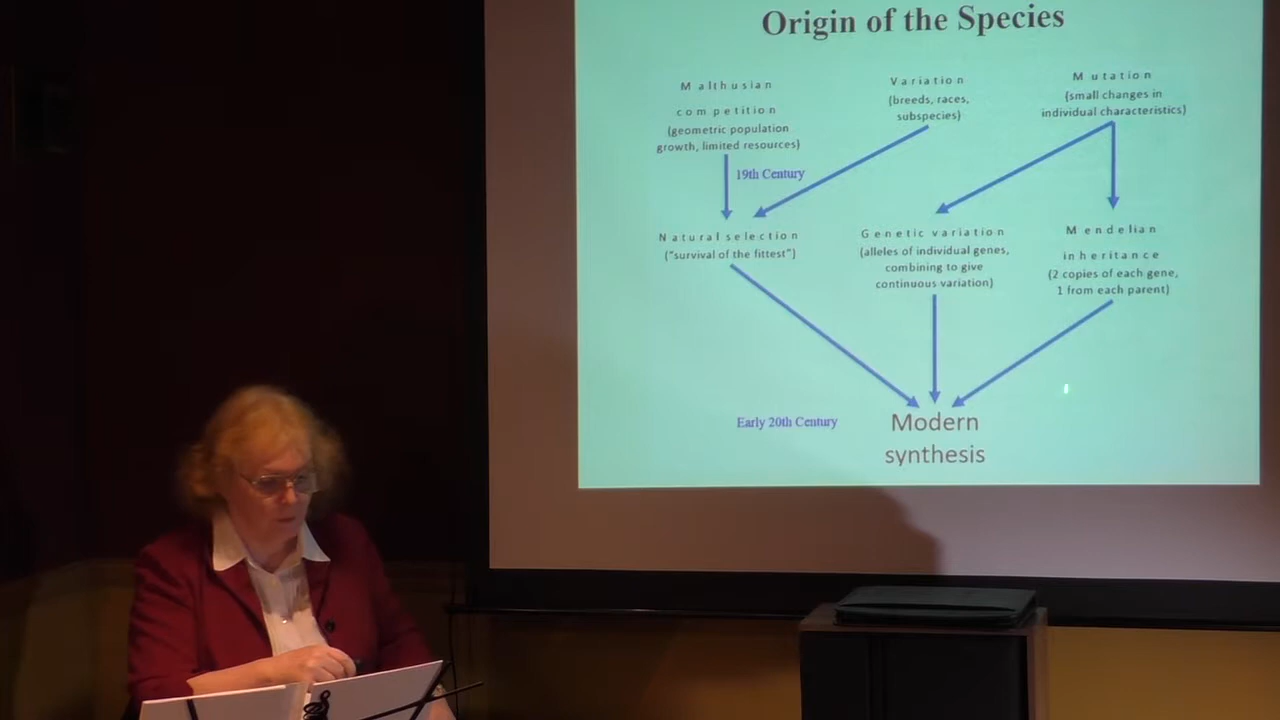 Origin of the Species
Malthusian
competition
(geometric population
growth, limited resources)
Variation
(breeds, races,
subspecies)
Mutation
(small changes in
individual characteristics)
19th Century
Natural selection
("survival of the fittest")
Genetic variation
(alleles of individual genes,
combining to give
continuous variation)
Mendelian
inheritance
(2 copies of each gene,
1 from each parent)
Early 20th Century
Modern
synthesis